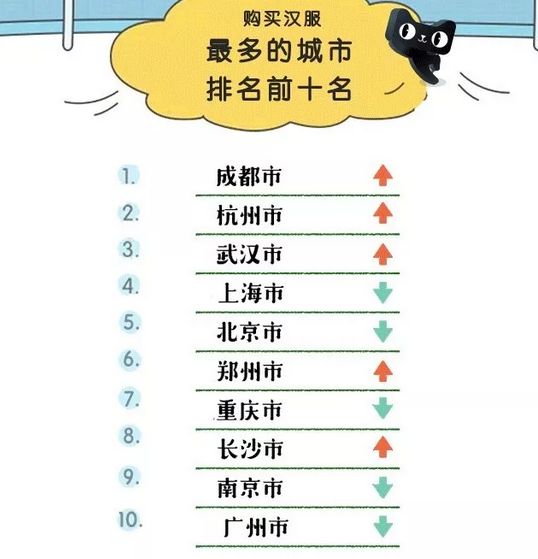 购买汉服
最多的城市
排名前十名
1. 成都市
2. 杭州市
3. 武汉市
4. 上海市
5. 北京市
6. 郑州市
7. 重庆市
8. 长沙市
9. 南京市
10. 广州市